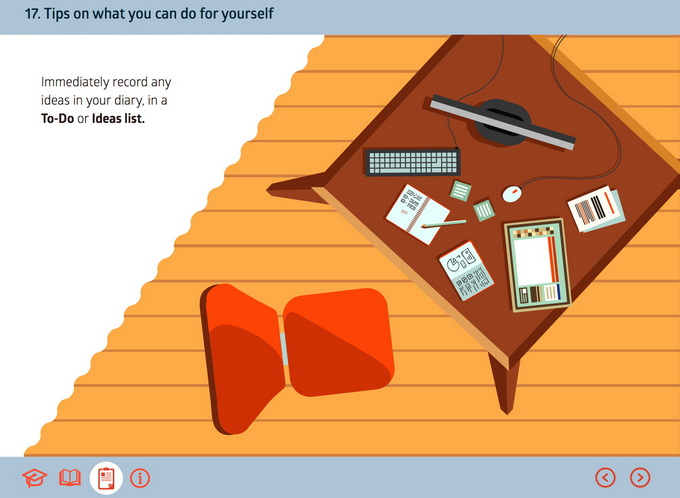 17. Tips on what you can do for yourself
Immediately record any
ideas in your diary, in a
To-Do or Ideas list.